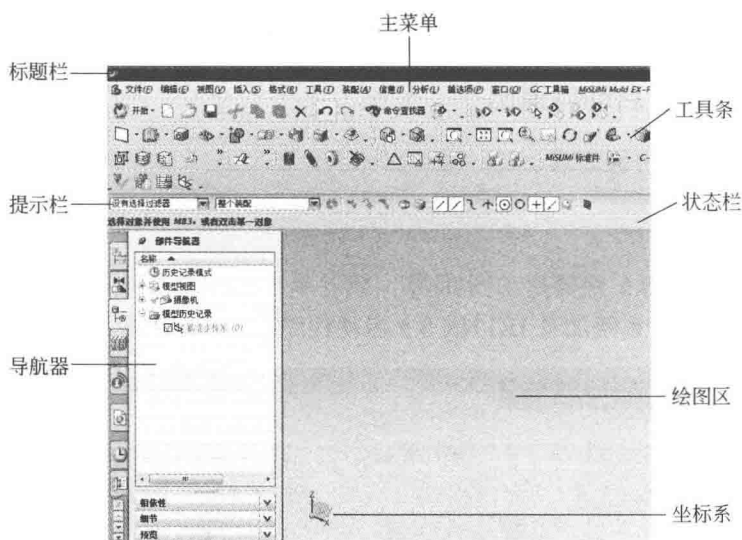 主菜单
标题栏
文件(F) 编辑(E) 视图(V) 插入(S) 格式(R) 工具(T) 装配(A) 信息(I) 分析(L) 首选项(P) 窗口(O) GC工具箱 MISUMI Mold EX-P
开始 命令查找器
工具条
MISUMI 标准件 C-
提示栏
没有选择过滤器 整个装配
状态栏
选择对象并使用 MB3，或者双击某一对象
部件导航器
名称
历史记录模式
模型视图
摄像机
模型历史记录
导航器
绘图区
Z
坐标系
X
相依性
细节
预览